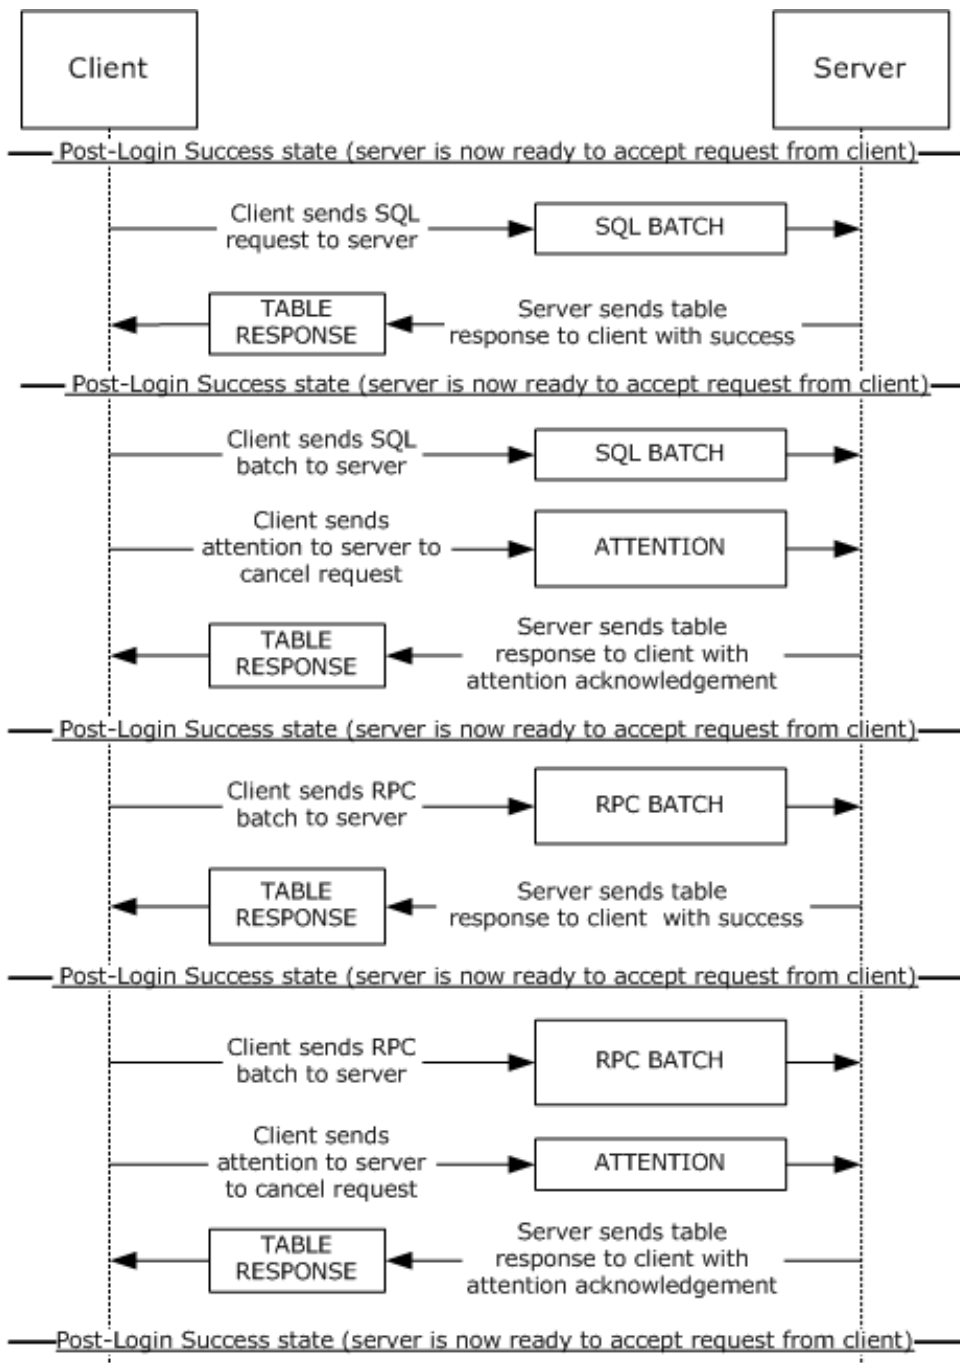 Client
Server
Post-Login Success state (server is now ready to accept request from client)
Client sends SQL
request to server
SQL BATCH
TABLE
RESPONSE
Server sends table
response to client with success
Post-Login Success state (server is now ready to accept request from client)
Client sends SQL
batch to server
SQL BATCH
Client sends
attention to server to
cancel request
ATTENTION
TABLE
RESPONSE
Server sends table
response to client with
attention acknowledgement
Post-Login Success state (server is now ready to accept request from client)
Client sends RPC
batch to server
RPC BATCH
TABLE
RESPONSE
Server sends table
response to client with success
Post-Login Success state (server is now ready to accept request from client)
Client sends RPC
batch to server
RPC BATCH
Client sends
attention to server
to cancel request
ATTENTION
TABLE
RESPONSE
Server sends table
response to client with
attention acknowledgement
Post-Login Success state (server is now ready to accept request from client)